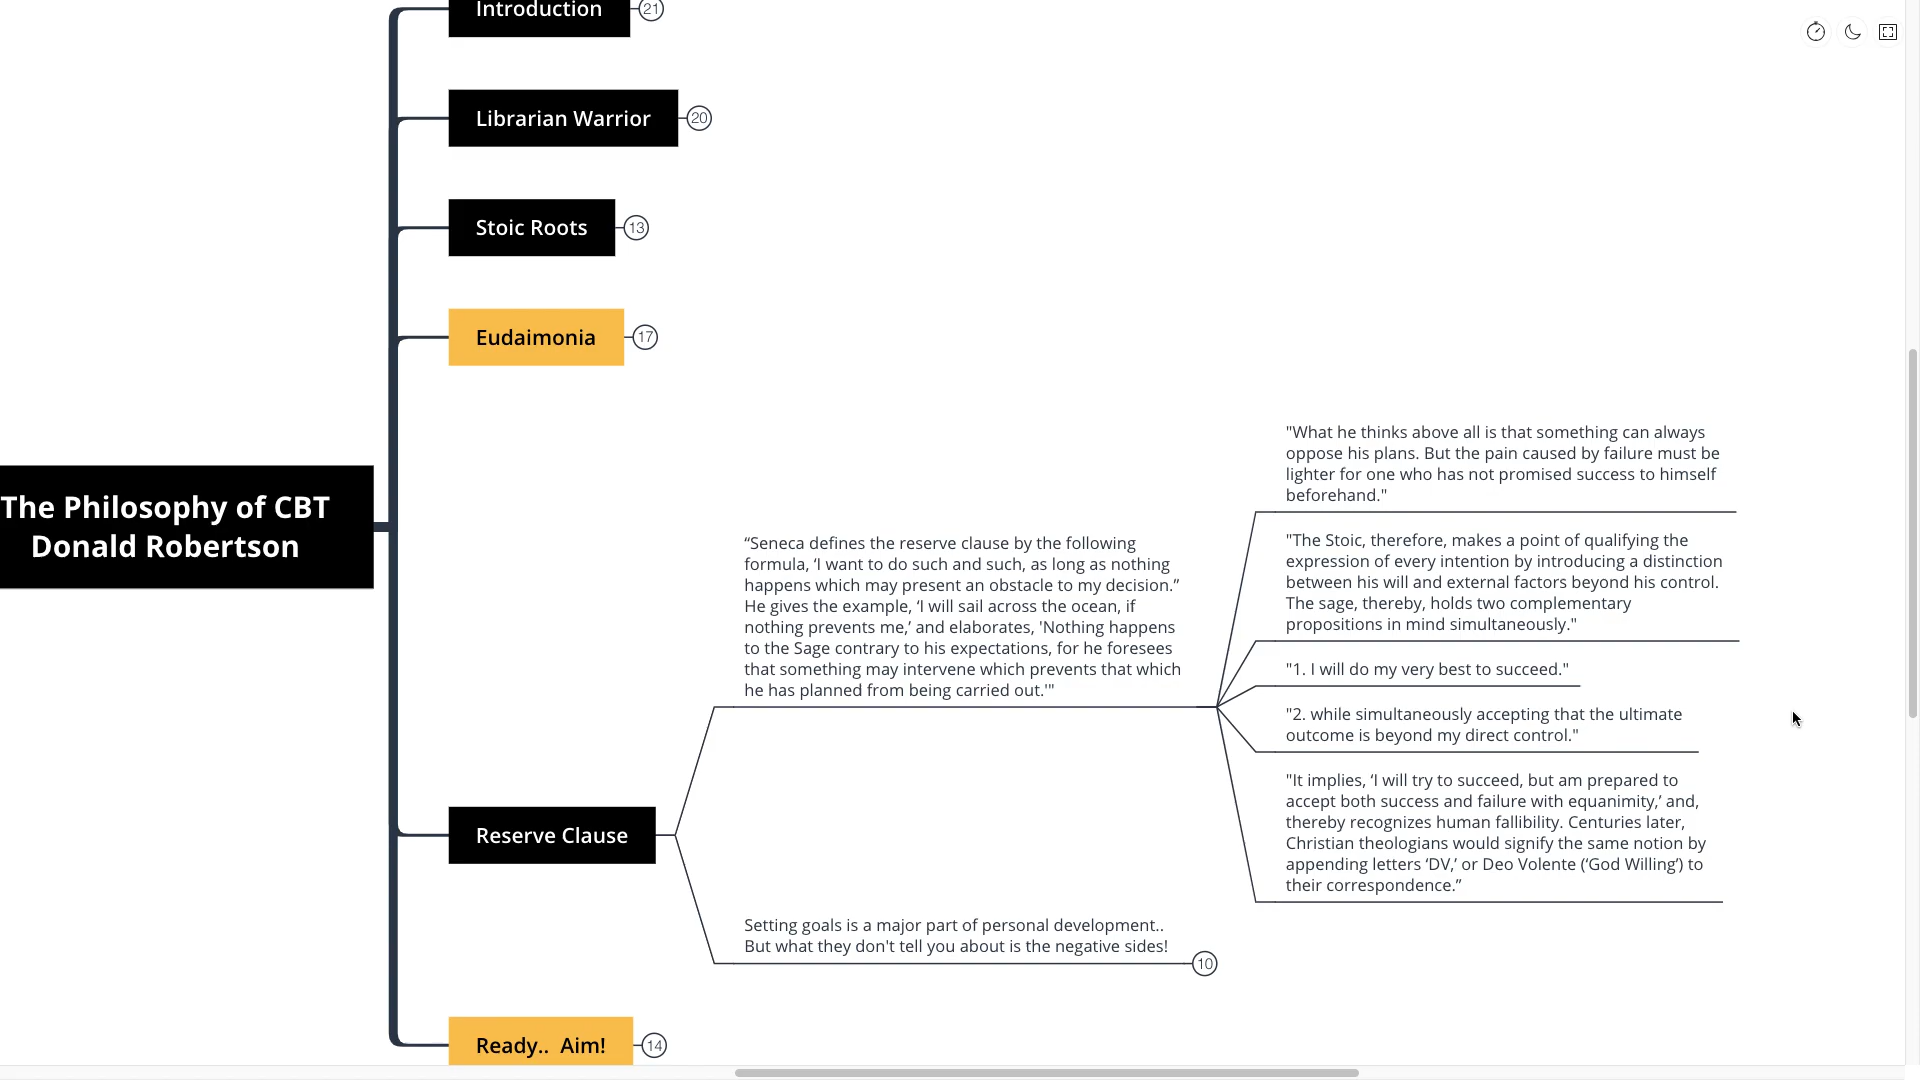 Introduction
21
Librarian Warrior
20
Stoic Roots
13
Eudaimonia
17
The Philosophy of CBT
Donald Robertson
Reserve Clause
“Seneca defines the reserve clause by the following
formula, ‘I want to do such and such, as long as nothing
happens which may present an obstacle to my decision.”
He gives the example, ‘I will sail across the ocean, if
nothing prevents me,’ and elaborates, 'Nothing happens
to the Sage contrary to his expectations, for he foresees
that something may intervene which prevents that which
he has planned from being carried out.'"
"What he thinks above all is that something can always
oppose his plans. But the pain caused by failure must be
lighter for one who has not promised success to himself
beforehand."
"The Stoic, therefore, makes a point of qualifying the
expression of every intention by introducing a distinction
between his will and external factors beyond his control.
The sage, thereby, holds two complementary
propositions in mind simultaneously."
"1. I will do my very best to succeed."
"2. while simultaneously accepting that the ultimate
outcome is beyond my direct control."
"It implies, ‘I will try to succeed, but am prepared to
accept both success and failure with equanimity,’ and,
thereby recognizes human fallibility. Centuries later,
Christian theologians would signify the same notion by
appending letters ‘DV,’ or Deo Volente (‘God Willing’) to
their correspondence.”
Setting goals is a major part of personal development..
But what they don't tell you about is the negative sides!
10
Ready..  Aim!
14